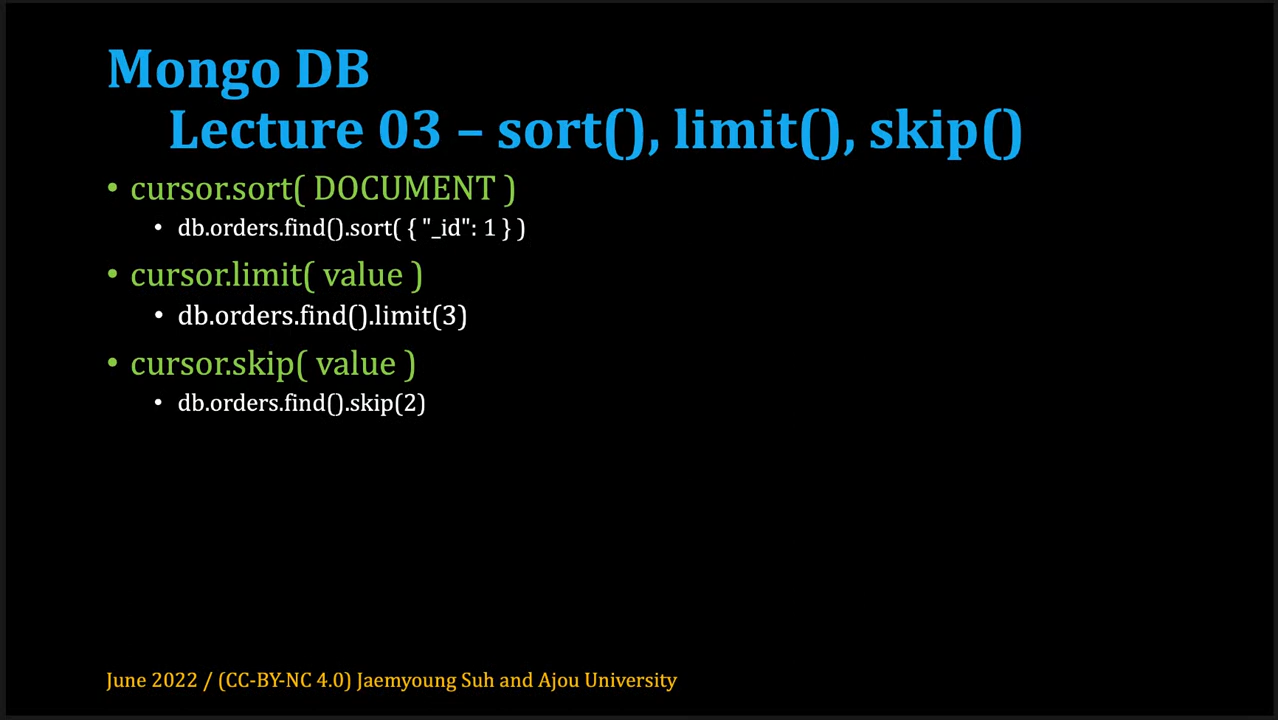 Mongo DB
Lecture 03 – sort(), limit(), skip()
• cursor.sort( DOCUMENT )
• db.orders.find().sort( { "_id": 1 } )
• cursor.limit( value )
• db.orders.find().limit(3)
• cursor.skip( value )
• db.orders.find().skip(2)
June 2022 / (CC-BY-NC 4.0) Jaemyoung Suh and Ajou University